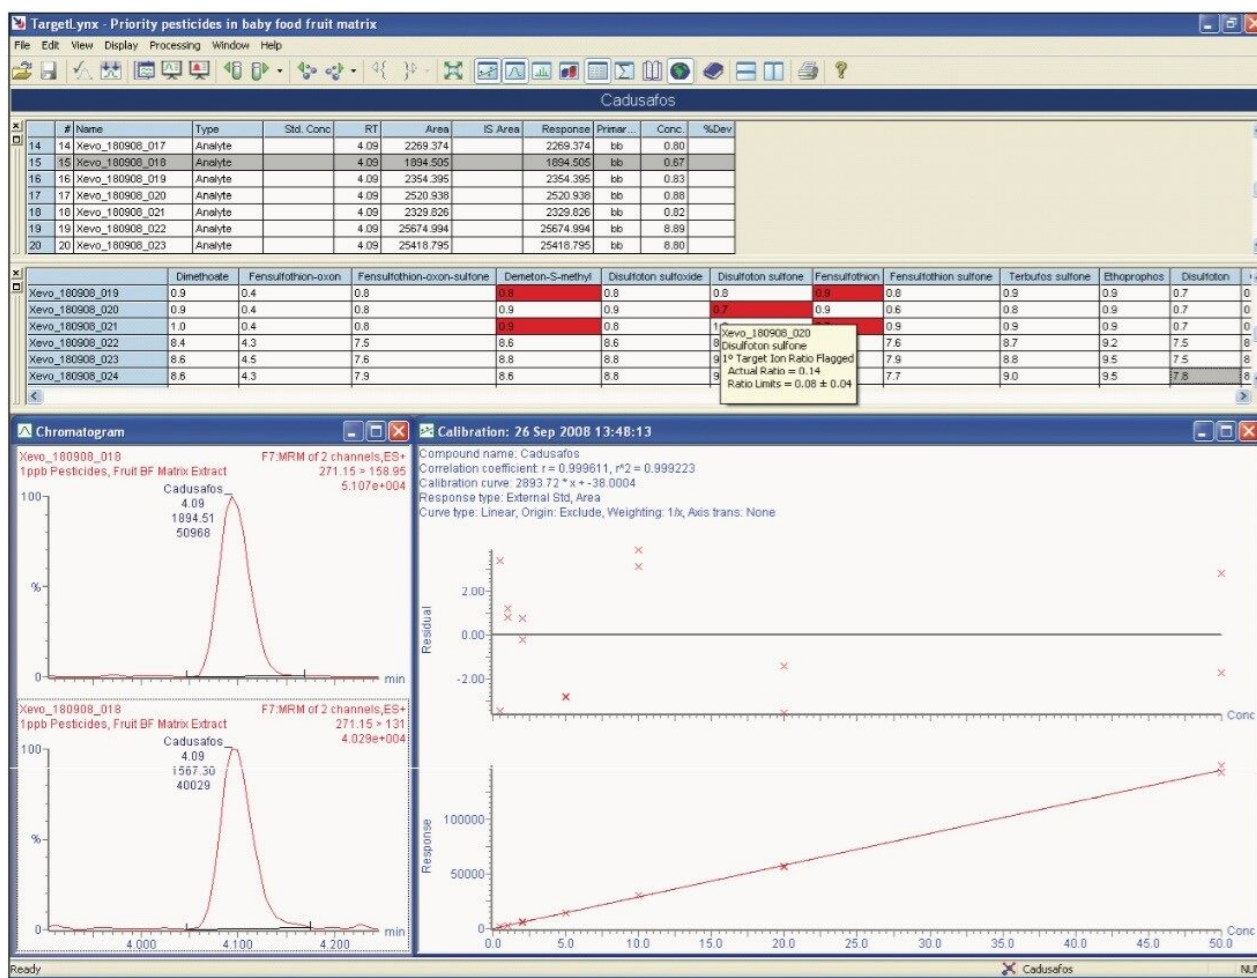 TargetLynx - Priority pesticides in baby food fruit matrix
File Edit View Display Processing Window Help
Cadusafos
# Name Type Std. Conc RT Area IS Area Response Primar... Conc. %Dev
14 14 Xevo_180908_017 Analyte 4.09 2269.374 2269.374 bb 0.80
15 15 Xevo_180908_018 Analyte 4.09 1894.505 1894.505 bb 0.67
16 16 Xevo_180908_019 Analyte 4.09 2354.395 2354.395 bb 0.83
17 17 Xevo_180908_020 Analyte 4.09 2520.938 2520.938 bb 0.88
18 18 Xevo_180908_021 Analyte 4.09 2329.826 2329.826 bb 0.82
19 19 Xevo_180908_022 Analyte 4.09 25674.994 25674.994 bb 8.89
20 20 Xevo_180908_023 Analyte 4.09 25418.795 25418.795 bb 8.80
Dimethoate Fensulfothion-oxon Fensulfothion-oxon-sulfone Demeton-S-methyl Disulfoton sulfoxide Disulfoton sulfone Fensulfothion Fensulfothion sulfone Terbufos sulfone Ethoprophos Disulfoton
Xevo_180908_019 0.9 0.4 0.8 0.8 0.8 0.8 0.9 0.8 0.9 0.9 0.7 0
Xevo_180908_020 0.9 0.4 0.8 0.9 0.9 0.7 0.9 0.6 0.8 0.9 0.7 0
Xevo_180908_021 1.0 0.4 0.8 0.9 0.8 0.9 0.9 0.9 0.7 0
Xevo_180908_022 8.4 4.3 7.5 8.6 8.6 7.6 8.7 9.2 7.5 8
Xevo_180908_023 8.6 4.5 7.6 8.8 8.8 7.9 8.8 9.5 7.5 8
Xevo_180908_024 8.6 4.3 7.9 8.6 8.8 7.7 9.0 9.5 7.8 8
Xevo_180908_020
Disulfoton sulfone
1º Target Ion Ratio Flagged
Actual Ratio = 0.14
Ratio Limits = 0.08 ± 0.04
Chromatogram
Xevo_180908_018 F7:MRM of 2 channels,ES+
1ppb Pesticides, Fruit BF Matrix Extract 271.15 > 158.95
5.107e+004
Cadusafos
4.09
1894.51
50968
100
%
0
min
Xevo_180908_018 F7:MRM of 2 channels,ES+
1ppb Pesticides, Fruit BF Matrix Extract 271.15 > 131
4.029e+004
Cadusafos
4.09
1567.30
40029
100
%
0
min
4.000 4.100 4.200
Calibration: 26 Sep 2008 13:48:13
Compound name: Cadusafos
Correlation coefficient: r = 0.999611, r^2 = 0.999223
Calibration curve: 2893.72 * x + -38.0004
Response type: External Std, Area
Curve type: Linear, Origin: Exclude, Weighting: 1/x, Axis trans: None
Residual
2.00
0.00
-2.00
Conc
Response
100000
50000
0
Conc
0.0 5.0 10.0 15.0 20.0 25.0 30.0 35.0 40.0 45.0 50.0
Ready Cadusafos